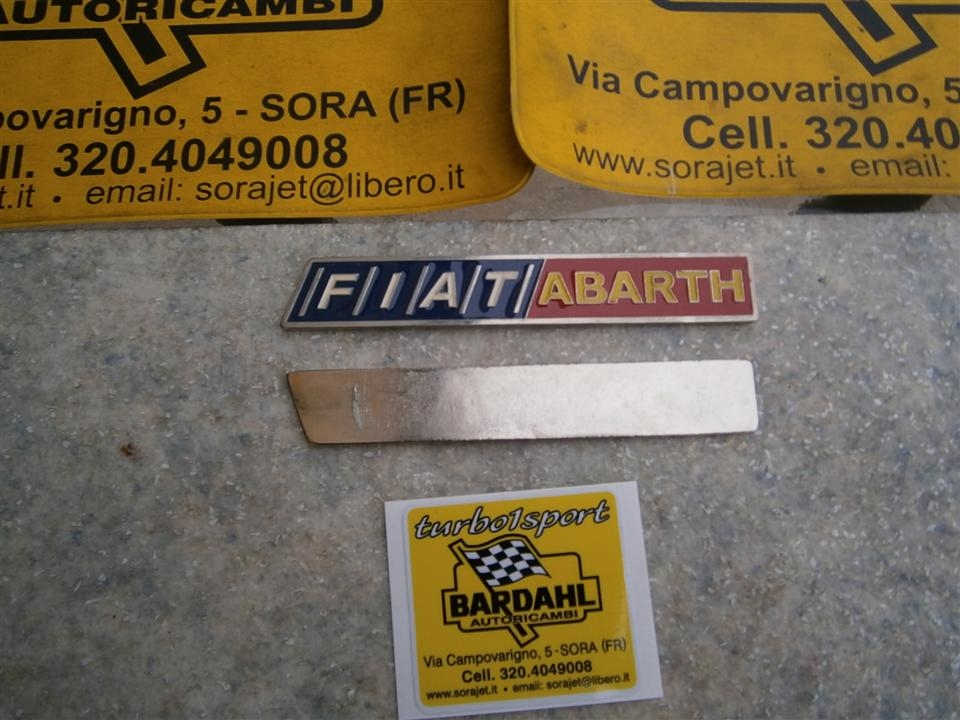 AUTORICAMBI
povarigno, 5 - SORA (FR)
ll. 320.4049008
t.it • email: sorajet@libero.it
Via Campovarigno, 5
Cell. 320.40
www.sorajet.it •
FIAT ABARTH
turbo1sport
BARDAHL
AUTORICAMBI
Via Campovarigno, 5 - SORA (FR)
Cell. 320.4049008
www.sorajet.it • email: sorajet@libero.it